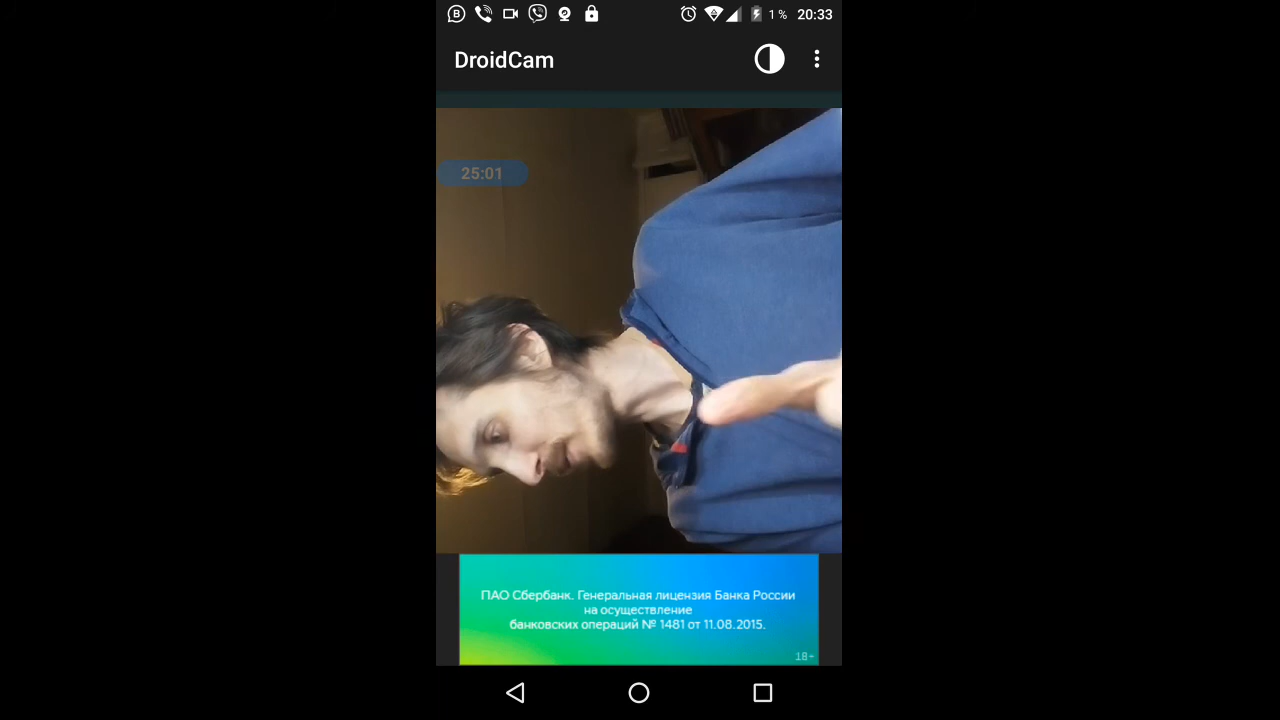 1 % 20:33
DroidCam
25:01
ПАО Сбербанк. Генеральная лицензия Банка России
на осуществление
банковских операций № 1481 от 11.08.2015.
18+